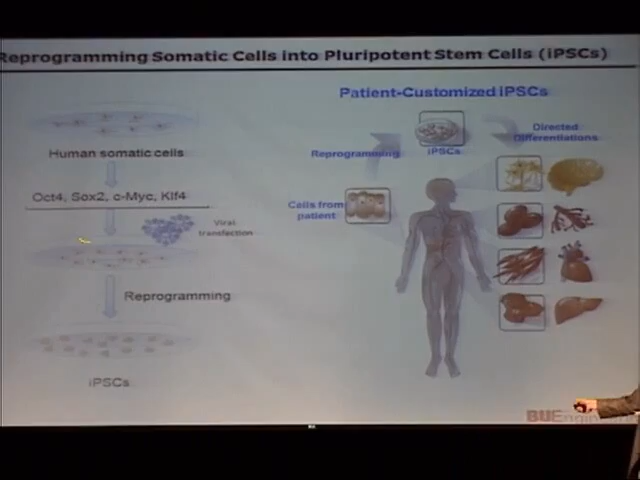 Reprogramming Somatic Cells into Pluripotent Stem Cells (iPSCs)
Human somatic cells
Oct4, Sox2, c-Myc, Klf4
Viral
transfection
Reprogramming
iPSCs
Patient-Customized iPSCs
Reprogramming
iPSCs
Directed
Differentiations
Cells from
patient
BUEngineering